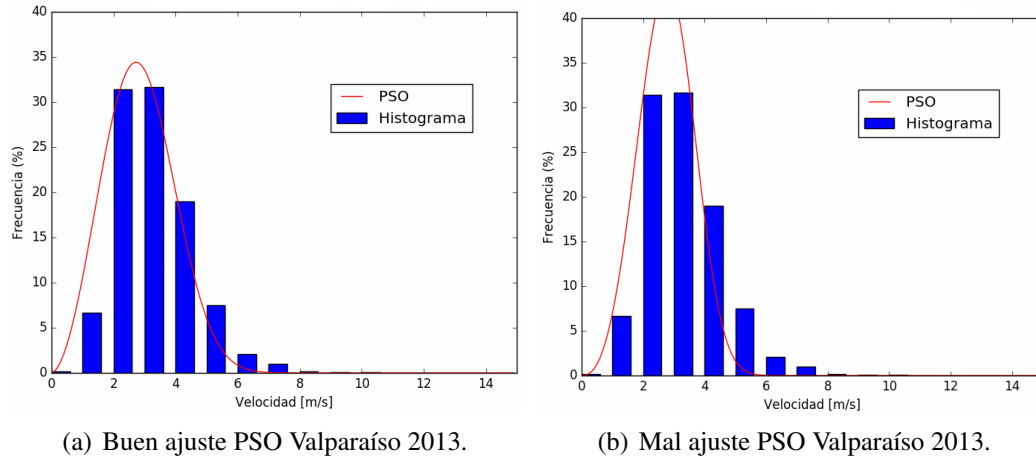 40
35
30
25
20
15
10
5
0
Frecuencia (%)
PSO
Histograma
0 2 4 6 8 10 12 14
Velocidad [m/s]
(a) Buen ajuste PSO Valparaíso 2013.
40
35
30
25
20
15
10
5
0
Frecuencia (%)
PSO
Histograma
0 2 4 6 8 10 12 14
Velocidad [m/s]
(b) Mal ajuste PSO Valparaíso 2013.